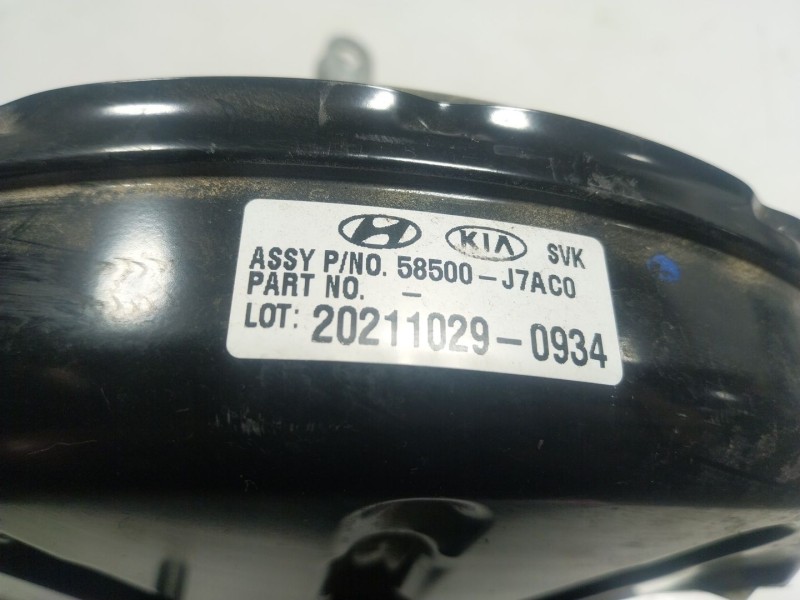 KIA SVK
ASSY P/NO. 58500-J7AC0
PART NO. -
LOT: 20211029-0934